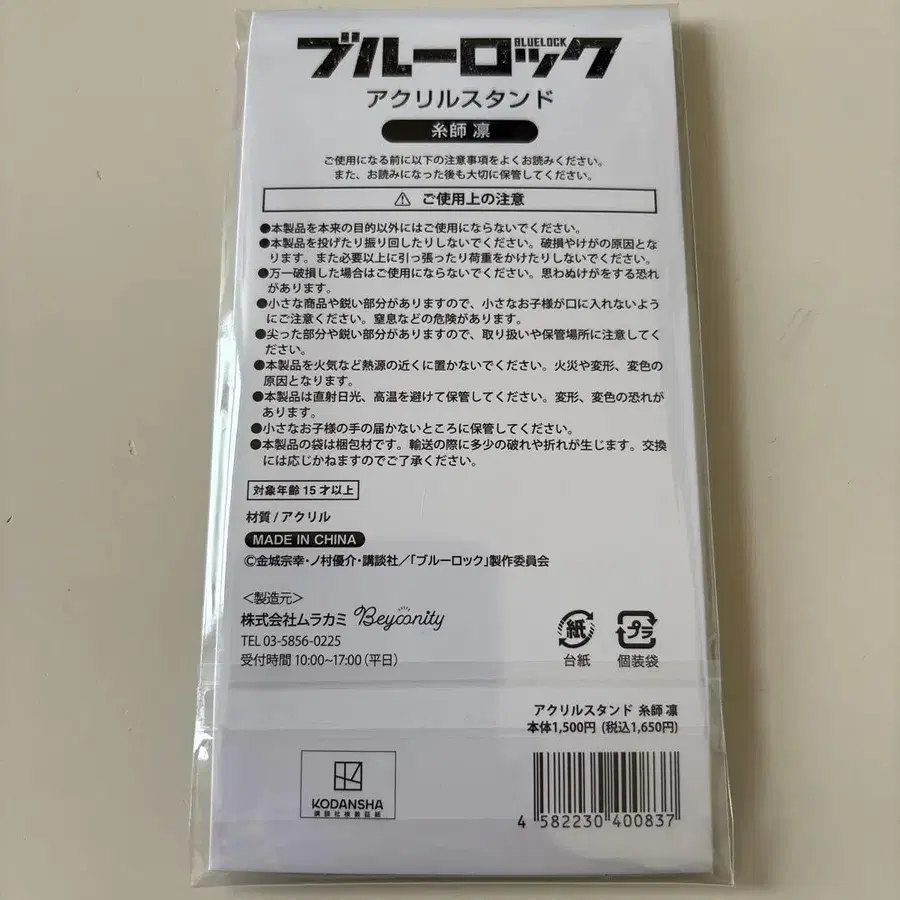 ブルーロック
BLUELOCK
アクリルスタンド
糸師 凛
ご使用になる前に以下の注意事項をよくお読みください。
また、お読みになった後も大切に保管してください。
⚠ ご使用上の注意
●本製品を本来の目的以外にはご使用にならないでください。
●本製品を投げたり振り回したりしないでください。破損やけがの原因とな
ります。また必要以上に引っ張ったり荷重をかけたりしないでください。
●万一破損した場合はご使用にならないでください。思わぬけがをする恐れ
があります。
●小さな商品や鋭い部分がありますので、小さなお子様が口に入れないよう
にご注意ください。窒息などの危険があります。
●尖った部分や鋭い部分がありますので、取り扱いや保管場所に注意してく
ださい。
●本製品を火気など熱源の近くに置かないでください。火災や変形、変色の
原因となります。
●本製品は直射日光、高温を避けて保管してください。変形、変色の恐れが
あります。
●小さなお子様の手の届かないところに保管してください。
●本製品の袋は梱包材です。輸送の際に多少の破れや折れが生じます。交換
には応じかねますのでご了承ください。
対象年齢 15 才以上
材質 / アクリル
MADE IN CHINA
©金城宗幸・ノ村優介・講談社/「ブルーロック」製作委員会
<製造元>
株式会社ムラカミ Beyoonity
TEL 03-5856-0225
受付時間 10:00~17:00 (平日)
紙
台紙
プラ
個装袋
アクリルスタンド 糸師 凛
本体1,500円 (税込1,650円)
KODANSHA
講談社検数証紙
4 582230 400837